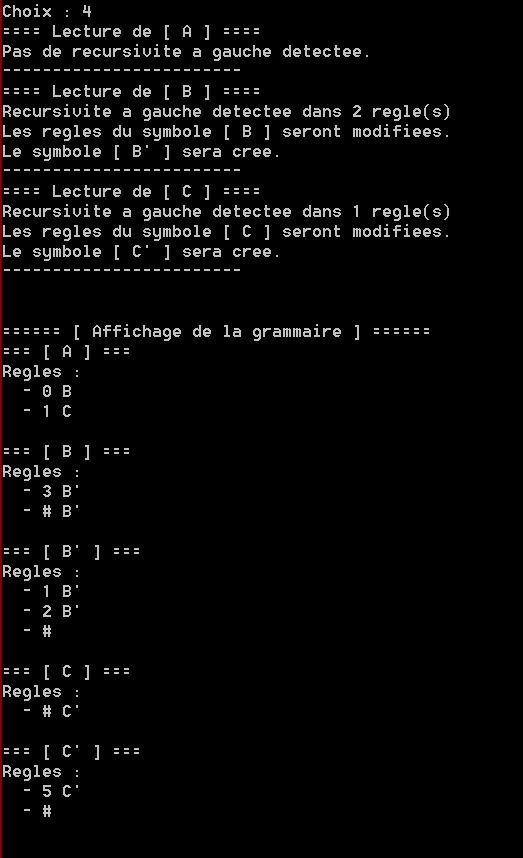 Choix : 4
==== Lecture de [ A ] ====
Pas de recursivite a gauche detectee.
------------------------
==== Lecture de [ B ] ====
Recursivite a gauche detectee dans 2 regle(s)
Les regles du symbole [ B ] seront modifiees.
Le symbole [ B' ] sera cree.
------------------------
==== Lecture de [ C ] ====
Recursivite a gauche detectee dans 1 regle(s)
Les regles du symbole [ C ] seront modifiees.
Le symbole [ C' ] sera cree.
------------------------
====== [ Affichage de la grammaire ] ======
=== [ A ] ===
Regles :
- 0 B
- 1 C
=== [ B ] ===
Regles :
- 3 B'
- # B'
=== [ B' ] ===
Regles :
- 1 B'
- 2 B'
- #
=== [ C ] ===
Regles :
- # C'
=== [ C' ] ===
Regles :
- 5 C'
- #